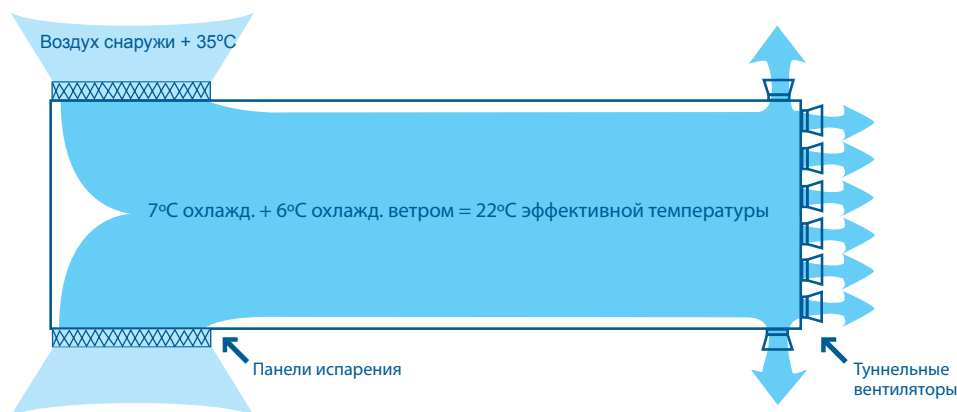 Воздух снаружи + 35ºC
7ºC охлажд. + 6ºC охлажд. ветром = 22ºC эффективной температуры
Панели испарения
Туннельные
вентиляторы